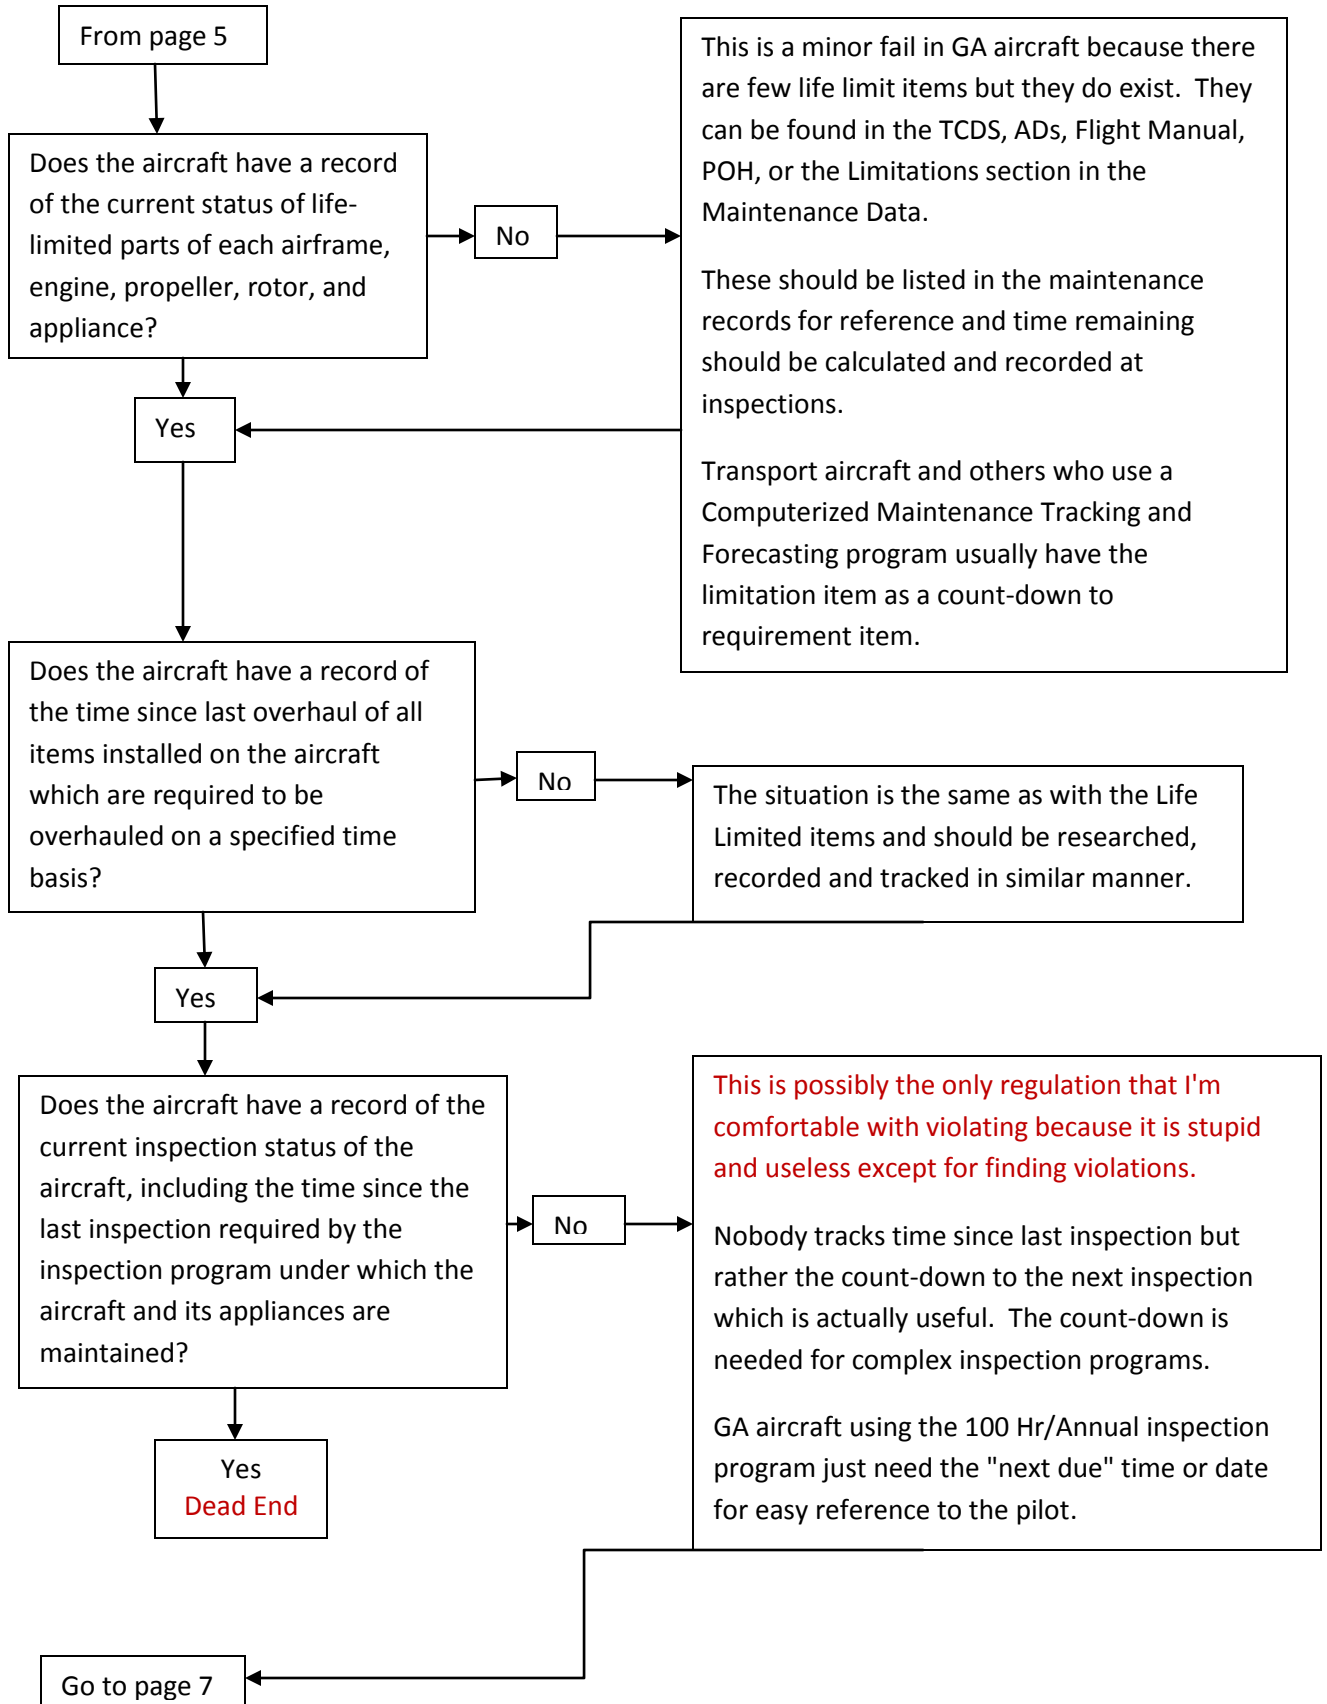 From page 5
Does the aircraft have a record
of the current status of life-
limited parts of each airframe,
engine, propeller, rotor, and
appliance?
No
This is a minor fail in GA aircraft because there
are few life limit items but they do exist.  They
can be found in the TCDS, ADs, Flight Manual,
POH, or the Limitations section in the
Maintenance Data.
These should be listed in the maintenance
records for reference and time remaining
should be calculated and recorded at
inspections.
Transport aircraft and others who use a
Computerized Maintenance Tracking and
Forecasting program usually have the
limitation item as a count-down to
requirement item.
Yes
Does the aircraft have a record of
the time since last overhaul of all
items installed on the aircraft
which are required to be
overhauled on a specified time
basis?
No
The situation is the same as with the Life
Limited items and should be researched,
recorded and tracked in similar manner.
Yes
Does the aircraft have a record of the
current inspection status of the
aircraft, including the time since the
last inspection required by the
inspection program under which the
aircraft and its appliances are
maintained?
No
This is possibly the only regulation that I'm
comfortable with violating because it is stupid
and useless except for finding violations.
Nobody tracks time since last inspection but
rather the count-down to the next inspection
which is actually useful.  The count-down is
needed for complex inspection programs.
GA aircraft using the 100 Hr/Annual inspection
program just need the "next due" time or date
for easy reference to the pilot.
Yes
Dead End
Go to page 7